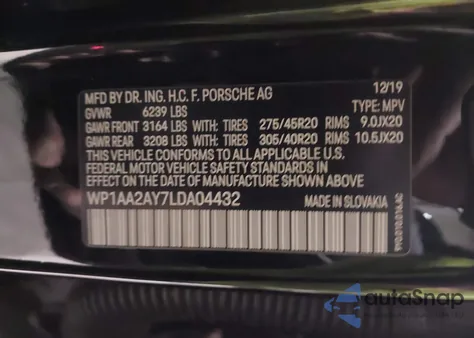 MFD BY DR. ING. H.C. F. PORSCHE AG 12/19
GVWR 6239 LBS TYPE: MPV
GAWR FRONT 3164 LBS WITH: TIRES 275/45R20 RIMS 9.0JX20
GAWR REAR 3208 LBS WITH: TIRES 305/40R20 RIMS 10.5JX20
THIS VEHICLE CONFORMS TO ALL APPLICABLE U.S.
FEDERAL MOTOR VEHICLE SAFETY STANDARDS IN
EFFECT ON THE DATE OF MANUFACTURE SHOWN ABOVE
WP1AA2AY7LDA04432 MADE IN SLOVAKIA
autoSnap